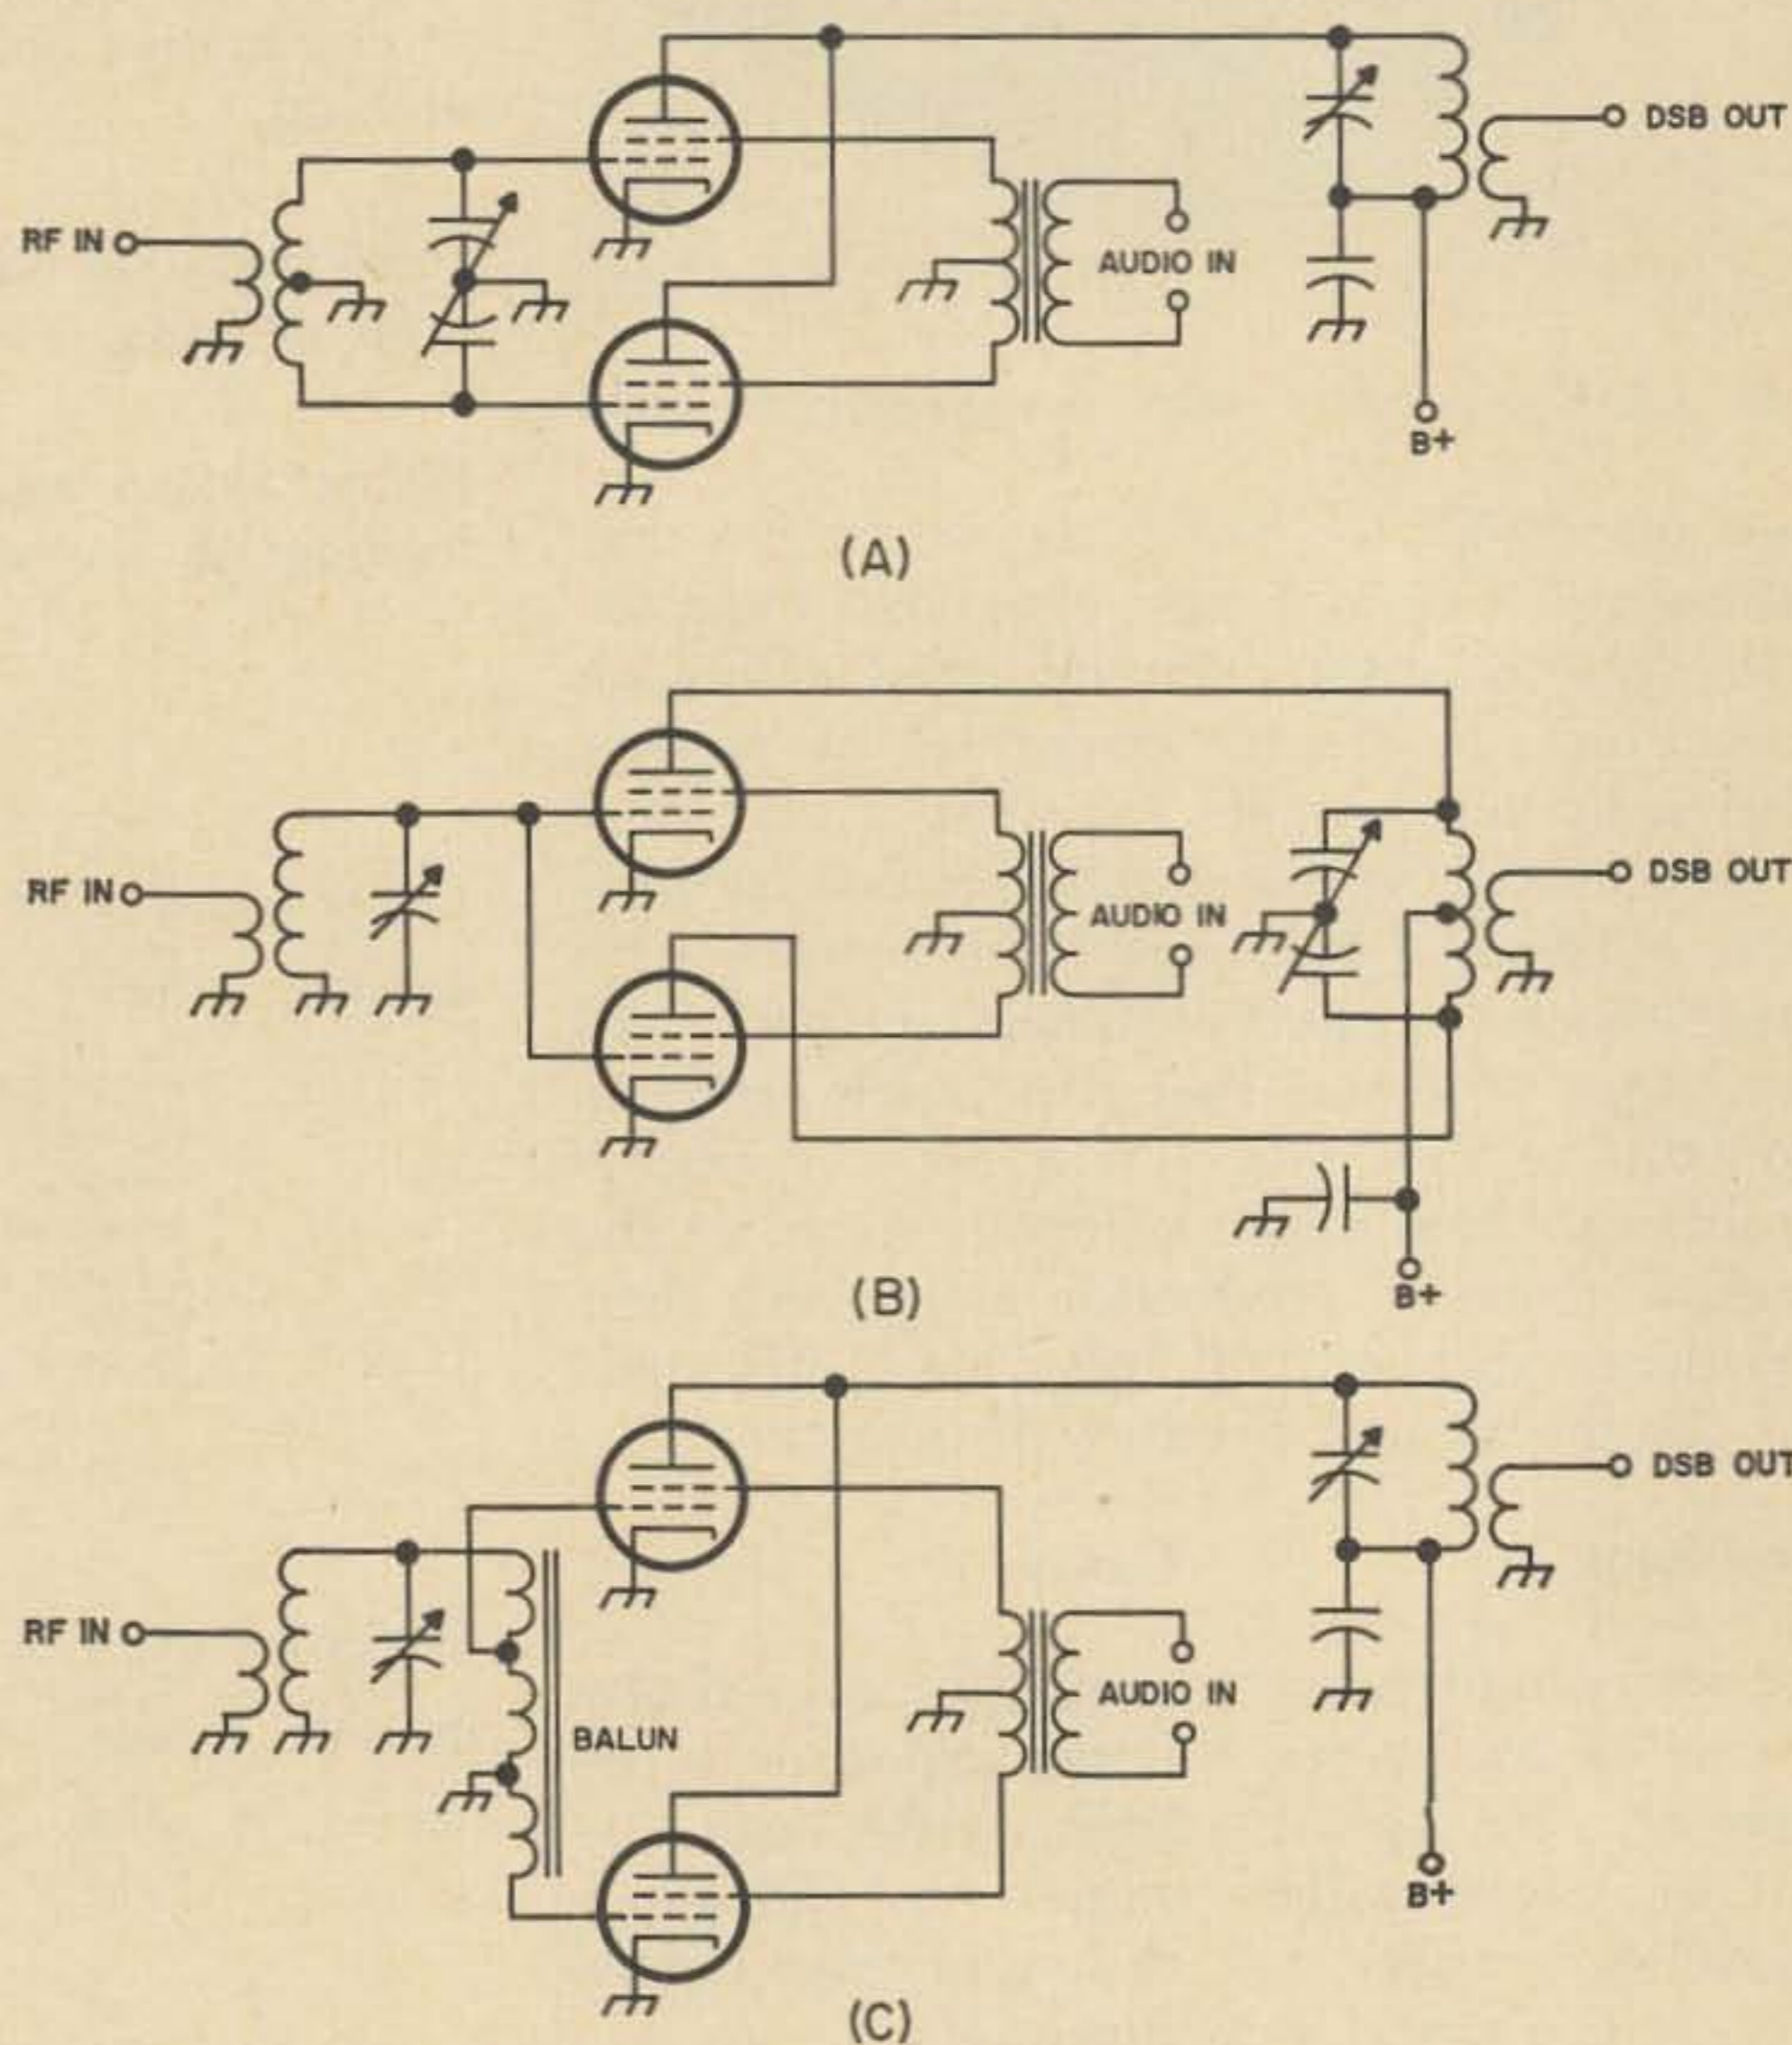 DSB OUT
RF IN
AUDIO IN
B+
(A)
RF IN
AUDIO IN
DSB OUT
B+
(B)
DSB OUT
RF IN
AUDIO IN
BALUN
B+
(C)